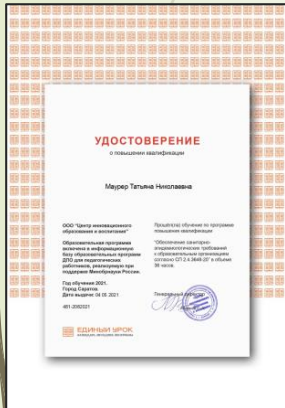 УДОСТОВЕРЕНИЕ
о повышении квалификации
Маурер Татьяна Николаевна
ООО "Центр инновационного
образования и воспитания"
Образовательная программа
включена в информационную
базу образовательных программ
ДПО для педагогических
работников, реализуемую при
поддержке Минобрнауки России.
Год обучения 2021.
Город Саратов.
Дата выдачи: 04.05.2021
481-2082021
Прошел(ла) обучение по программе
повышения квалификации
"Обеспечение санитарно-
эпидемиологических требований
к образовательным организациям
согласно СП 2.4.3648-20" в объеме
36 часов.
Генеральный директор
ЕДИНЫЙ УРОК